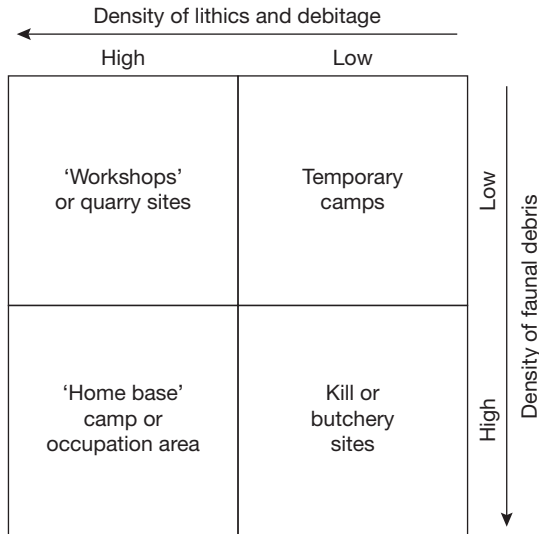 Density of lithics and debitage
High
Low
‘Workshops’
or quarry sites
Temporary
camps
Low
‘Home base’
camp or
occupation area
Kill or
butchery
sites
High
Density of faunal debris